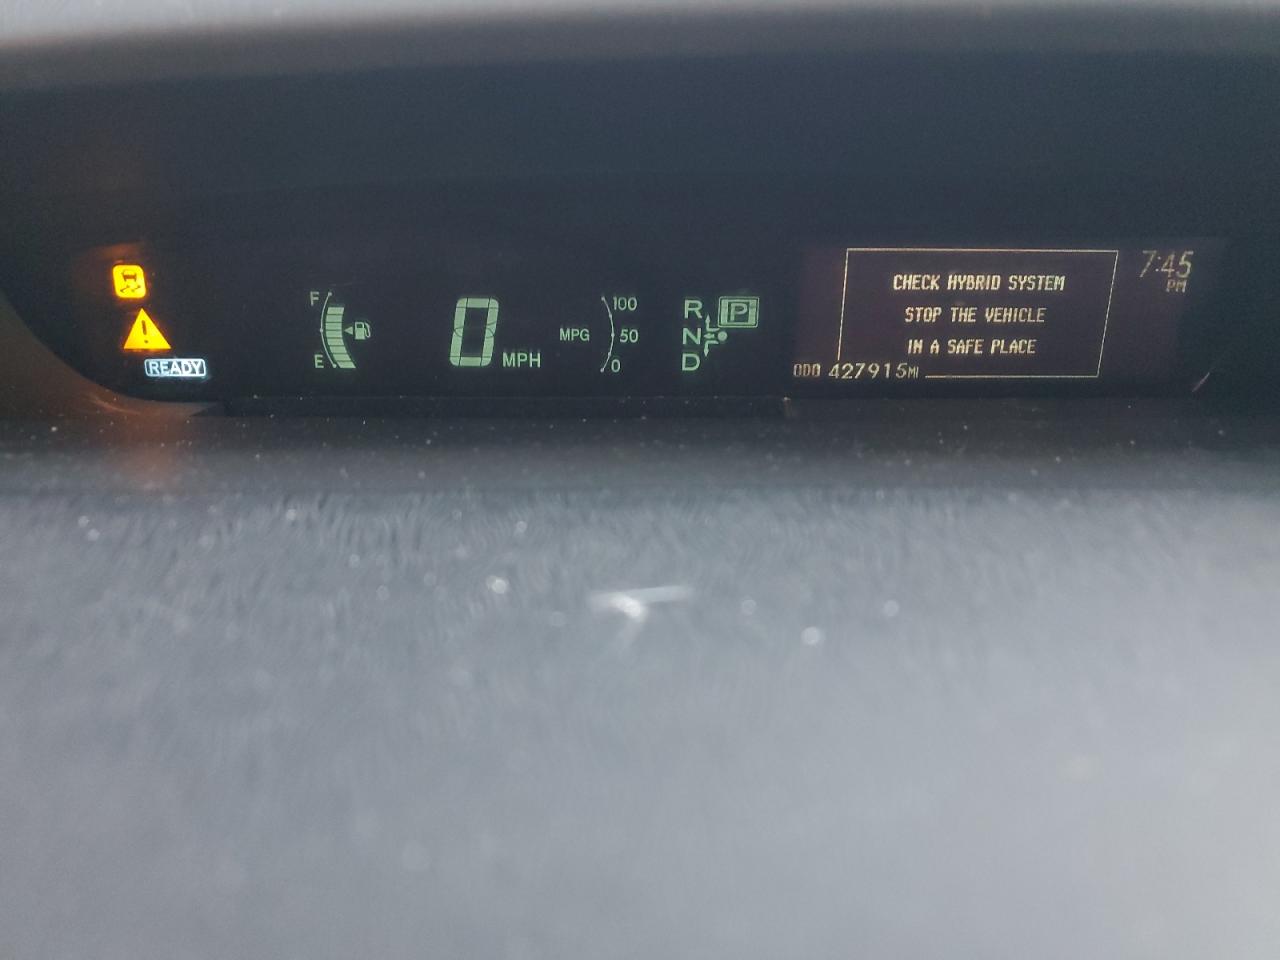 READY
F
E
0 MPH
MPG
100
50
0
R
N
D
P
CHECK HYBRID SYSTEM
STOP THE VEHICLE
IN A SAFE PLACE
ODO 427915MI
7:45
PM